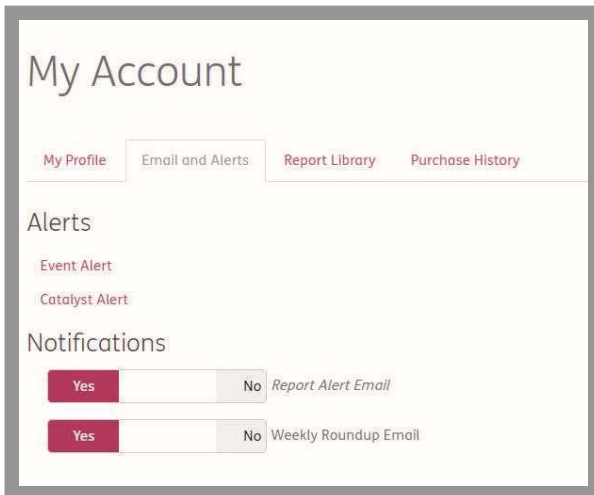 My Account
My Profile Email and Alerts Report Library Purchase History
Alerts
Event Alert
Catalyst Alert
Notifications
Yes No Report Alert Email
Yes No Weekly Roundup Email